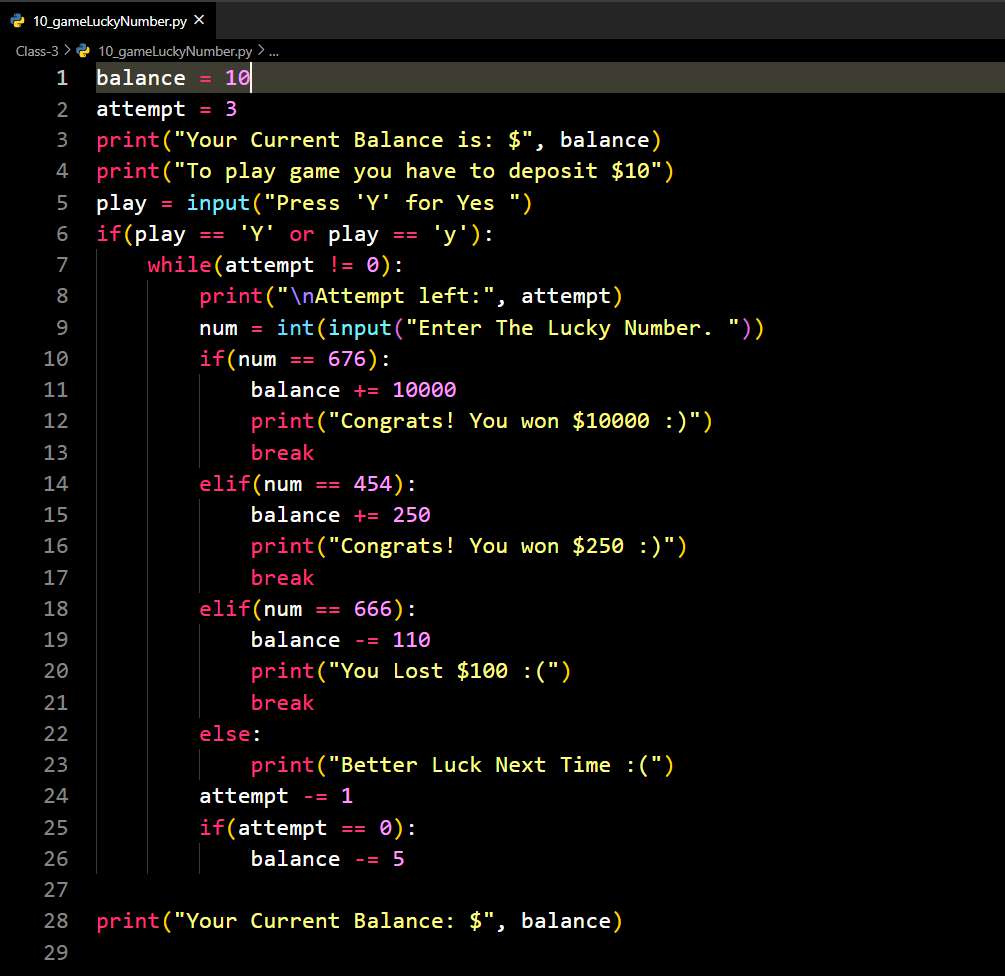 10_gameLuckyNumber.py ×
Class-3 > 10_gameLuckyNumber.py > ...
1 balance = 10
2 attempt = 3
3 print("Your Current Balance is: $", balance)
4 print("To play game you have to deposit $10")
5 play = input("Press 'Y' for Yes ")
6 if(play == 'Y' or play == 'y'):
7     while(attempt != 0):
8         print("\nAttempt left:", attempt)
9         num = int(input("Enter The Lucky Number. "))
10         if(num == 676):
11             balance += 10000
12             print("Congrats! You won $10000 :)")
13             break
14         elif(num == 454):
15             balance += 250
16             print("Congrats! You won $250 :)")
17             break
18         elif(num == 666):
19             balance -= 110
20             print("You Lost $100 :(")
21             break
22         else:
23             print("Better Luck Next Time :(")
24         attempt -= 1
25         if(attempt == 0):
26             balance -= 5
27
28 print("Your Current Balance: $", balance)
29